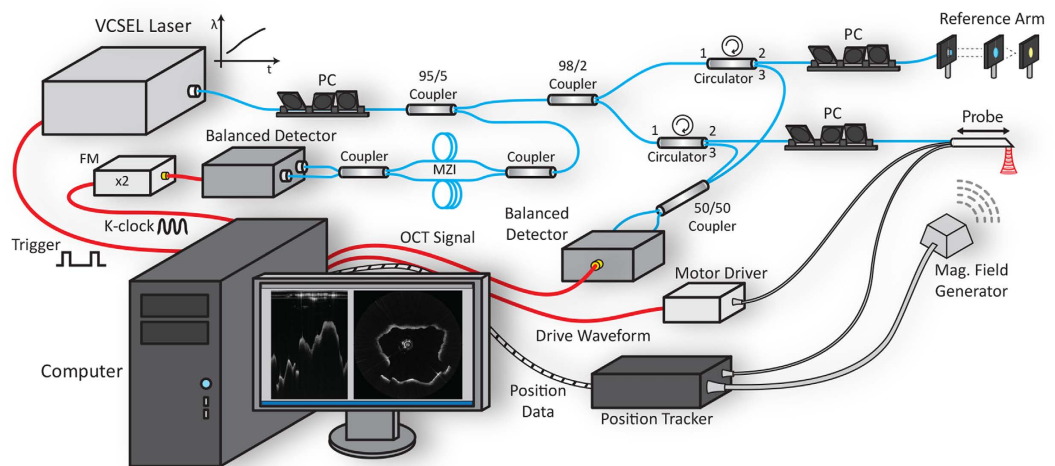 VCSEL Laser
λ
t
PC
95/5
Coupler
98/2
Coupler
1
2
3
Circulator
PC
Reference Arm
Balanced Detector
Coupler
MZI
Coupler
1
2
3
Circulator
PC
Probe
FM
x2
K-clock
Trigger
OCT Signal
Balanced
Detector
50/50
Coupler
Motor Driver
Mag. Field
Generator
Drive Waveform
Computer
Position
Data
Position Tracker